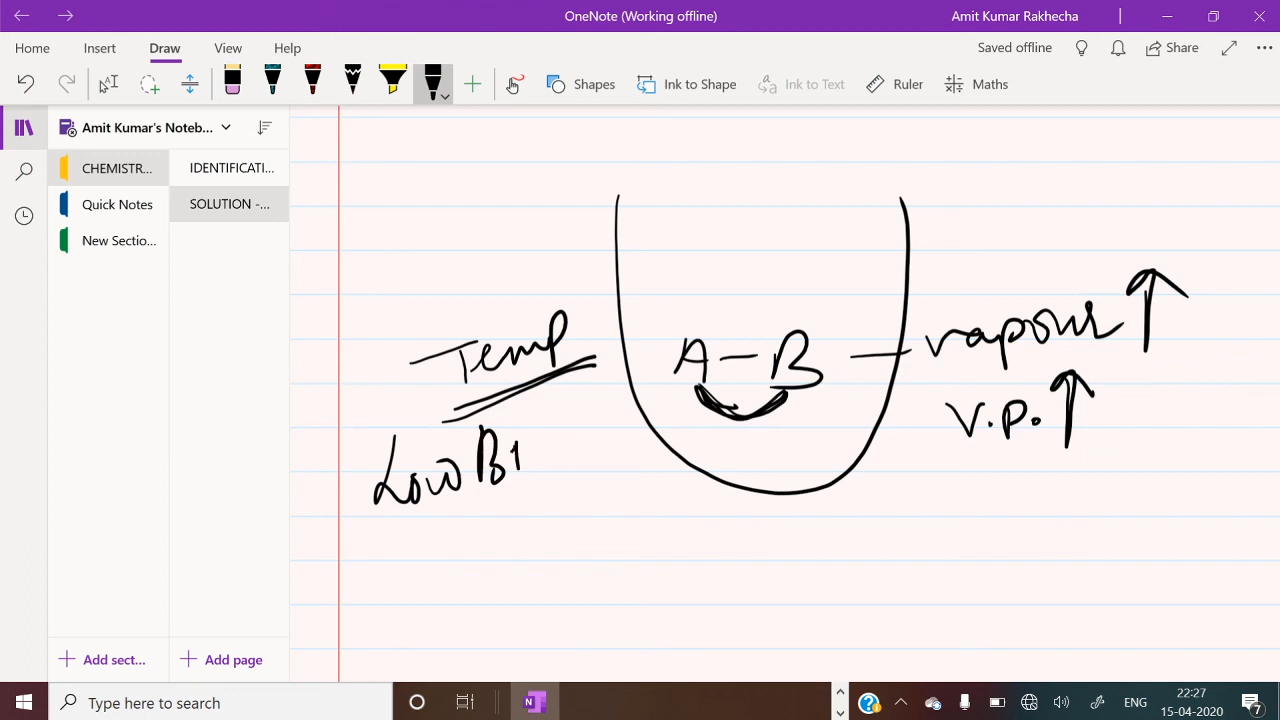 OneNote (Working offline)
Amit Kumar Rakhecha
Home Insert Draw View Help
Saved offline
Share
Shapes
Ink to Shape
Ink to Text
Ruler
Maths
Amit Kumar's Noteb...
CHEMISTR...
IDENTIFICATI...
Quick Notes
SOLUTION -...
New Sectio...
Temp
A - B
vapour ↑
v.p. ↑
Low B
Add sect...
Add page
Type here to search
ENG
22:27
15-04-2020
7